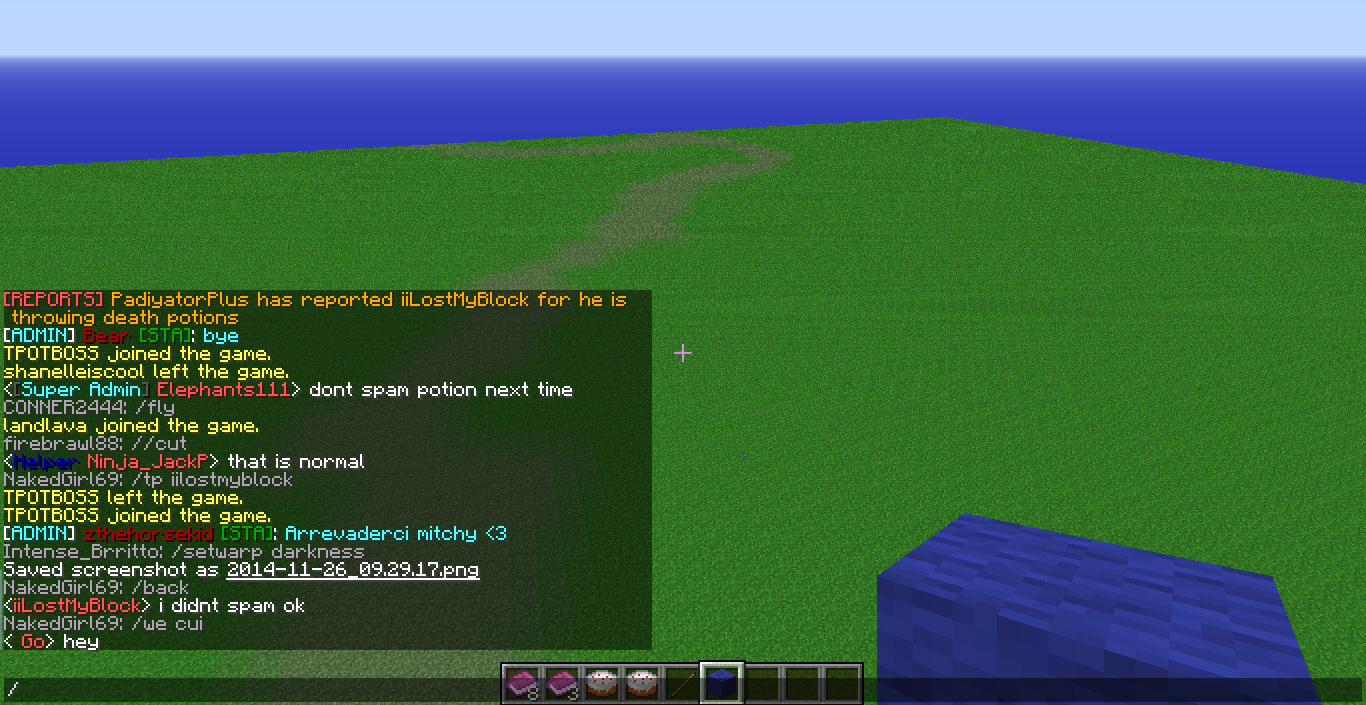 [REPORTS] PadiyatorPlus has reported iiLostMyBlock for he is
throwing death potions
[ADMIN] Bear [STA]: bye
TPOTBOSS joined the game.
shanelleiscool left the game.
<[Super Admin] Elephants111> dont spam potion next time
CONNER2444: /fly
landlava joined the game.
firebrawl88: //cut
<Helper Ninja_JackP> that is normal
NakedGirl69: /tp iilostmyblock
TPOTBOSS left the game.
TPOTBOSS joined the game.
[ADMIN] zthehorsekid [STA]: Arrevaderci mitchy <3
Intense_Brritto: /setwarp darkness
Saved screenshot as 2014-11-26_09.29.17.png
NakedGirl69: /back
<iiLostMyBlock> i didnt spam ok
NakedGirl69: /we cui
< Go> hey
/
8 3